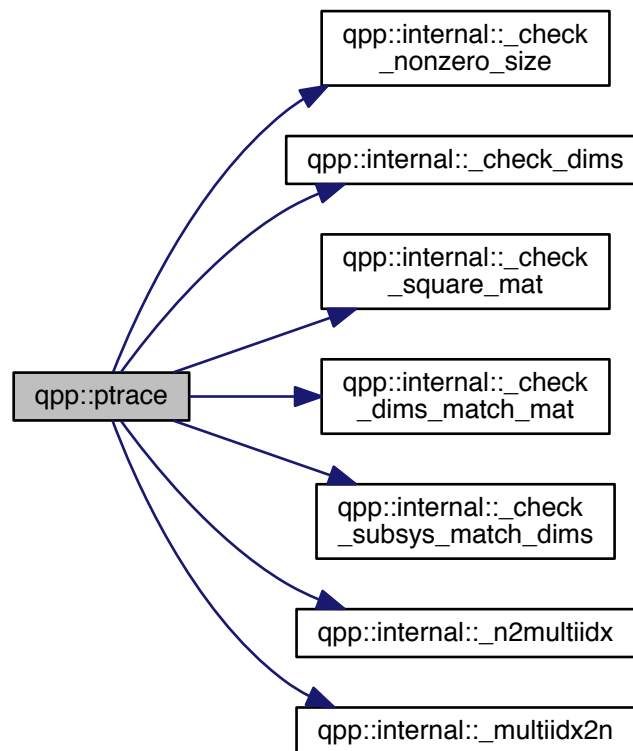 qpp::internal::_check
_nonzero_size
qpp::internal::_check_dims
qpp::internal::_check
_square_mat
qpp::ptrace
qpp::internal::_check
_dims_match_mat
qpp::internal::_check
_subsys_match_dims
qpp::internal::_n2multiidx
qpp::internal::_multiidx2n